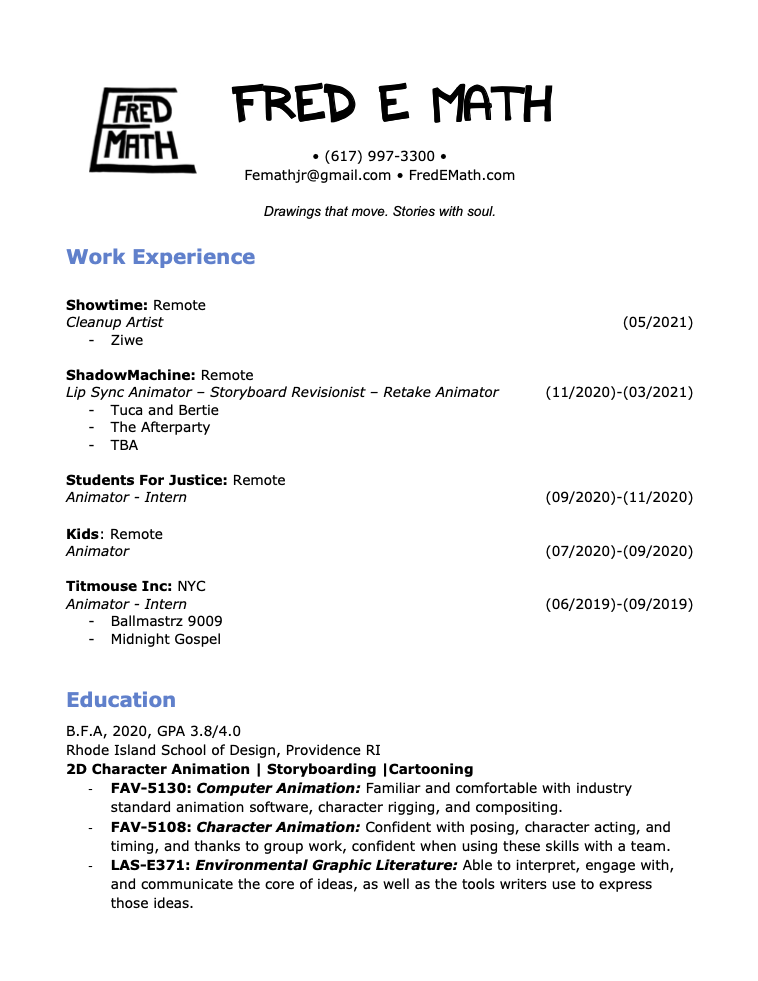 FRED
MATH
FRED E MATH
• (617) 997-3300 •
Femathjr@gmail.com • FredEMath.com
Drawings that move. Stories with soul.
Work Experience
Showtime: Remote
Cleanup Artist (05/2021)
- Ziwe
ShadowMachine: Remote
Lip Sync Animator – Storyboard Revisionist – Retake Animator (11/2020)-(03/2021)
- Tuca and Bertie
- The Afterparty
- TBA
Students For Justice: Remote
Animator - Intern (09/2020)-(11/2020)
Kids: Remote
Animator (07/2020)-(09/2020)
Titmouse Inc: NYC
Animator - Intern (06/2019)-(09/2019)
- Ballmastrz 9009
- Midnight Gospel
Education
B.F.A, 2020, GPA 3.8/4.0
Rhode Island School of Design, Providence RI
2D Character Animation | Storyboarding |Cartooning
- FAV-5130: Computer Animation: Familiar and comfortable with industry
standard animation software, character rigging, and compositing.
- FAV-5108: Character Animation: Confident with posing, character acting, and
timing, and thanks to group work, confident when using these skills with a team.
- LAS-E371: Environmental Graphic Literature: Able to interpret, engage with,
and communicate the core of ideas, as well as the tools writers use to express
those ideas.